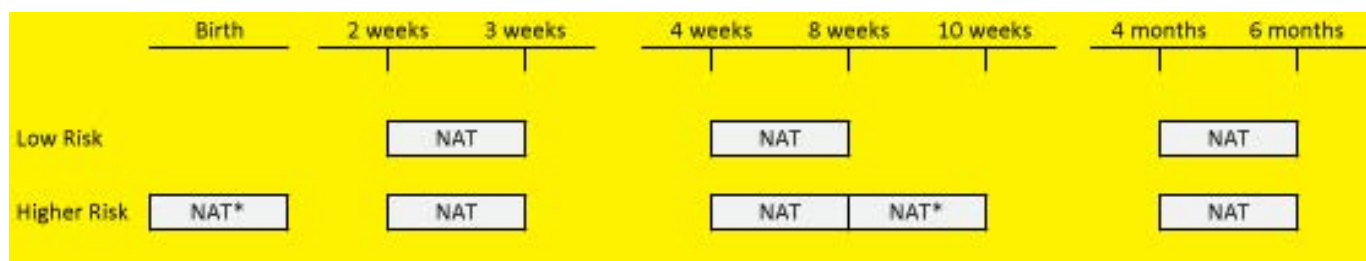 Birth 2 weeks 3 weeks 4 weeks 8 weeks 10 weeks 4 months 6 months
Low Risk NAT NAT NAT
Higher Risk NAT* NAT NAT NAT* NAT